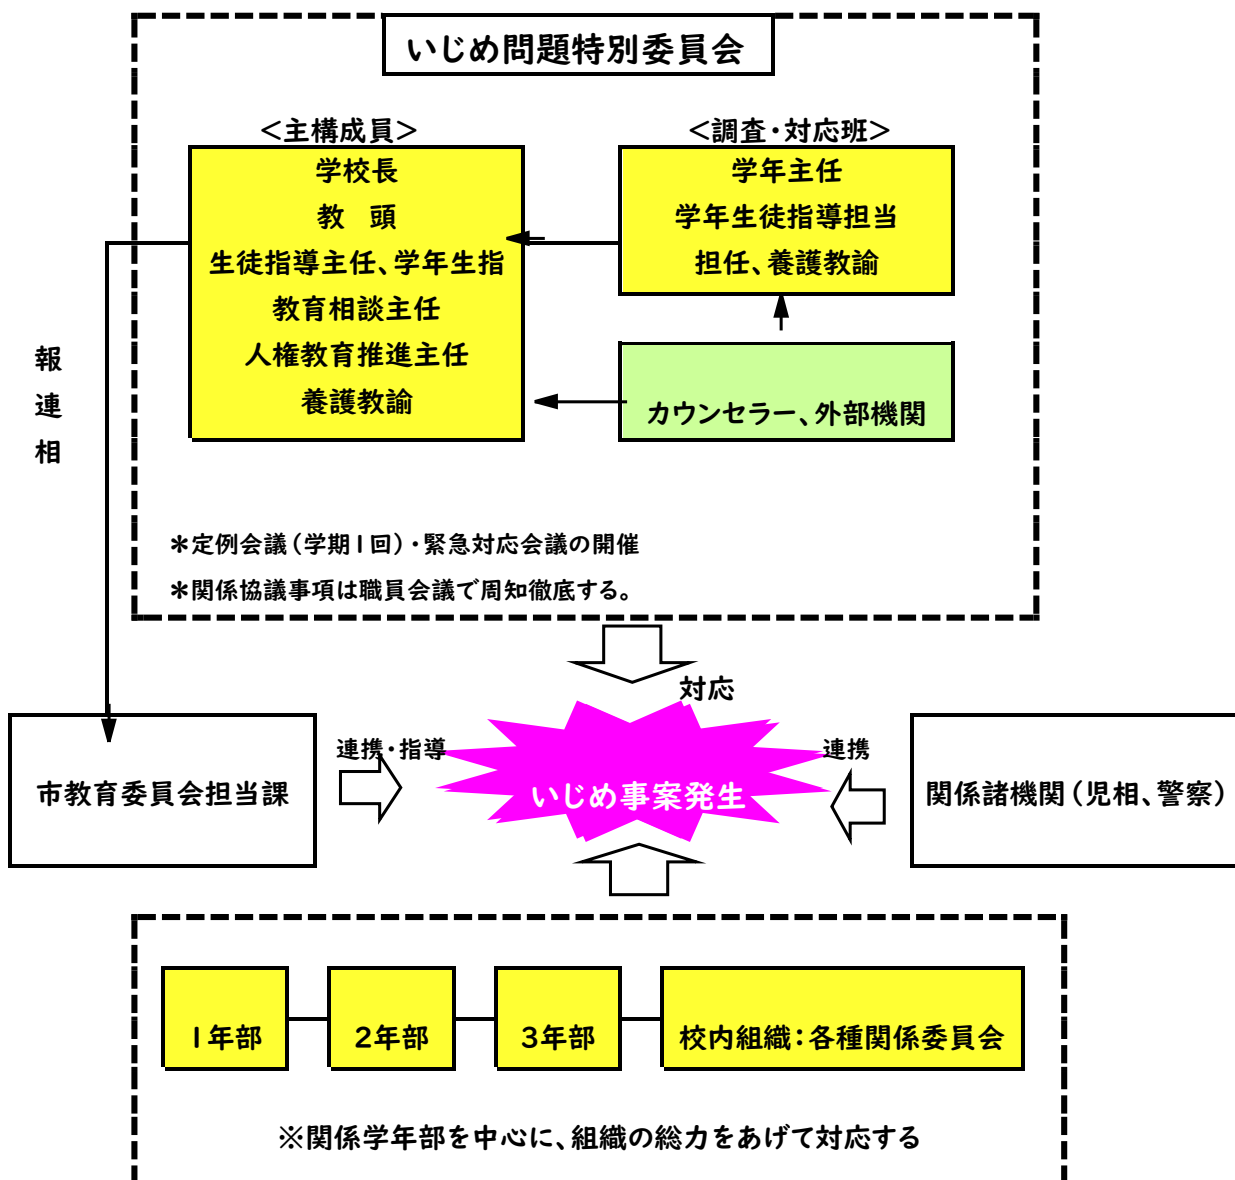 いじめ問題特別委員会
＜主構成員＞
学校長
教　頭
生徒指導主任、学年生指
教育相談主任
人権教育推進主任
養護教諭
＜調査・対応班＞
学年主任
学年生徒指導担当
担任、養護教諭
カウンセラー、外部機関
報連相
＊定例会議（学期1回）・緊急対応会議の開催
＊関係協議事項は職員会議で周知徹底する。
対応
市教育委員会担当課
連携・指導
いじめ事案発生
連携
関係諸機関（児相、警察）
1年部
2年部
3年部
校内組織：各種関係委員会
※関係学年部を中心に、組織の総力をあげて対応する